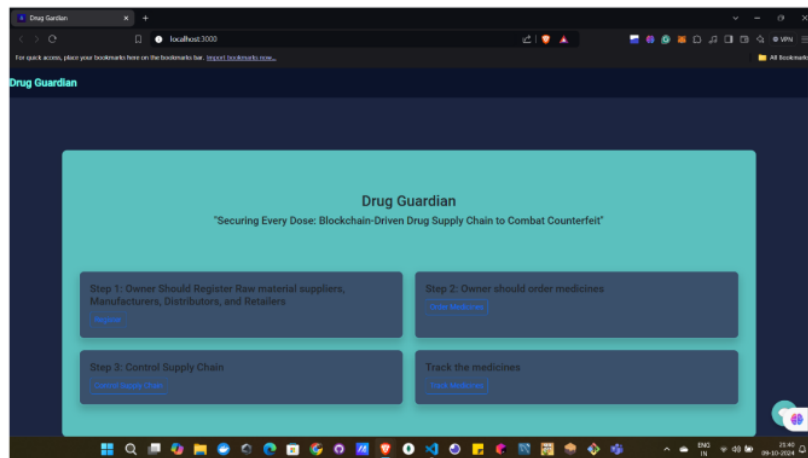 Drug Gardian
localhost:3000
VPN
For quick access, place your bookmarks here on the bookmarks bar. Import bookmarks now...
All Bookmarks
Drug Guardian
Drug Guardian
"Securing Every Dose: Blockchain-Driven Drug Supply Chain to Combat Counterfeit"
Step 1: Owner Should Register Raw material suppliers,
Manufacturers, Distributors, and Retailers
Register
Step 2: Owner should order medicines
Order Medicines
Step 3: Control Supply Chain
Control Supply Chain
Track the medicines
Track Medicines
ENG
IN
21:40
09-10-2024